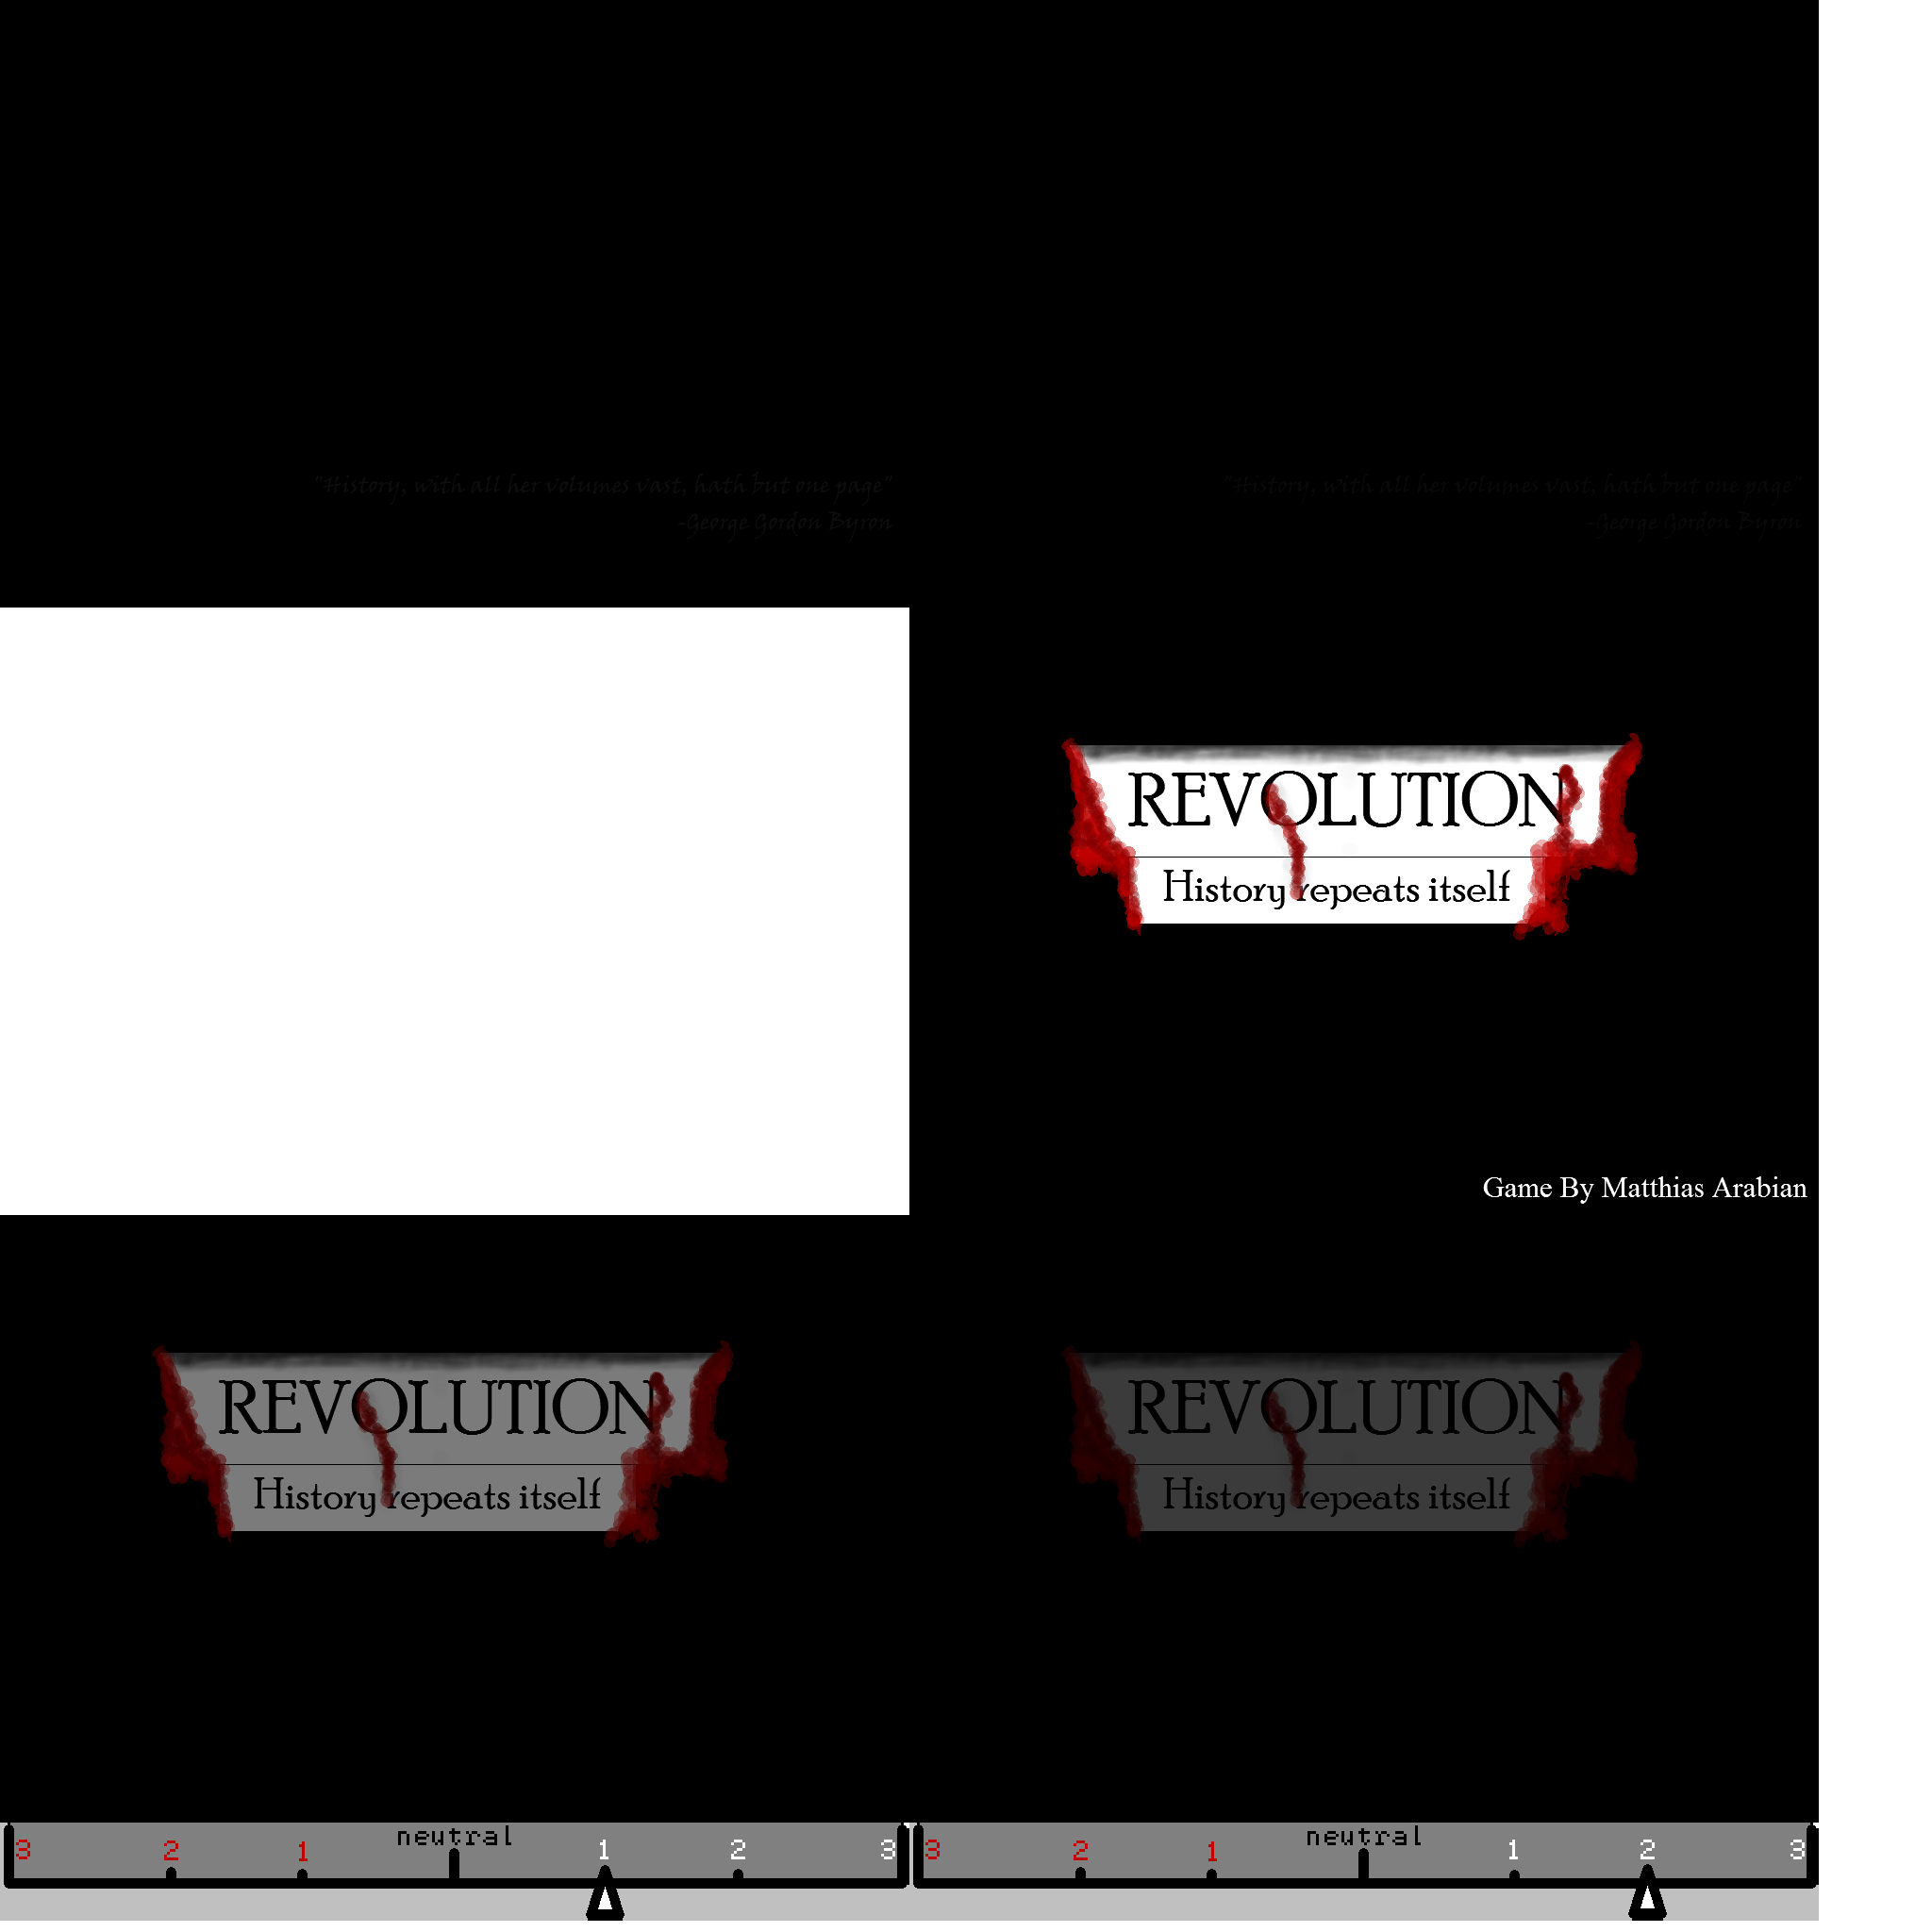 "History, with all her volumes vast, hath but one page"
-George Gordon Byron
"History, with all her volumes vast, hath but one page"
-George Gordon Byron
REVOLUTION
History repeats itself
Game By Matthias Arabian
REVOLUTION
History repeats itself
REVOLUTION
History repeats itself
3 2 1 neutral 1 2 3
3 2 1 neutral 1 2 3